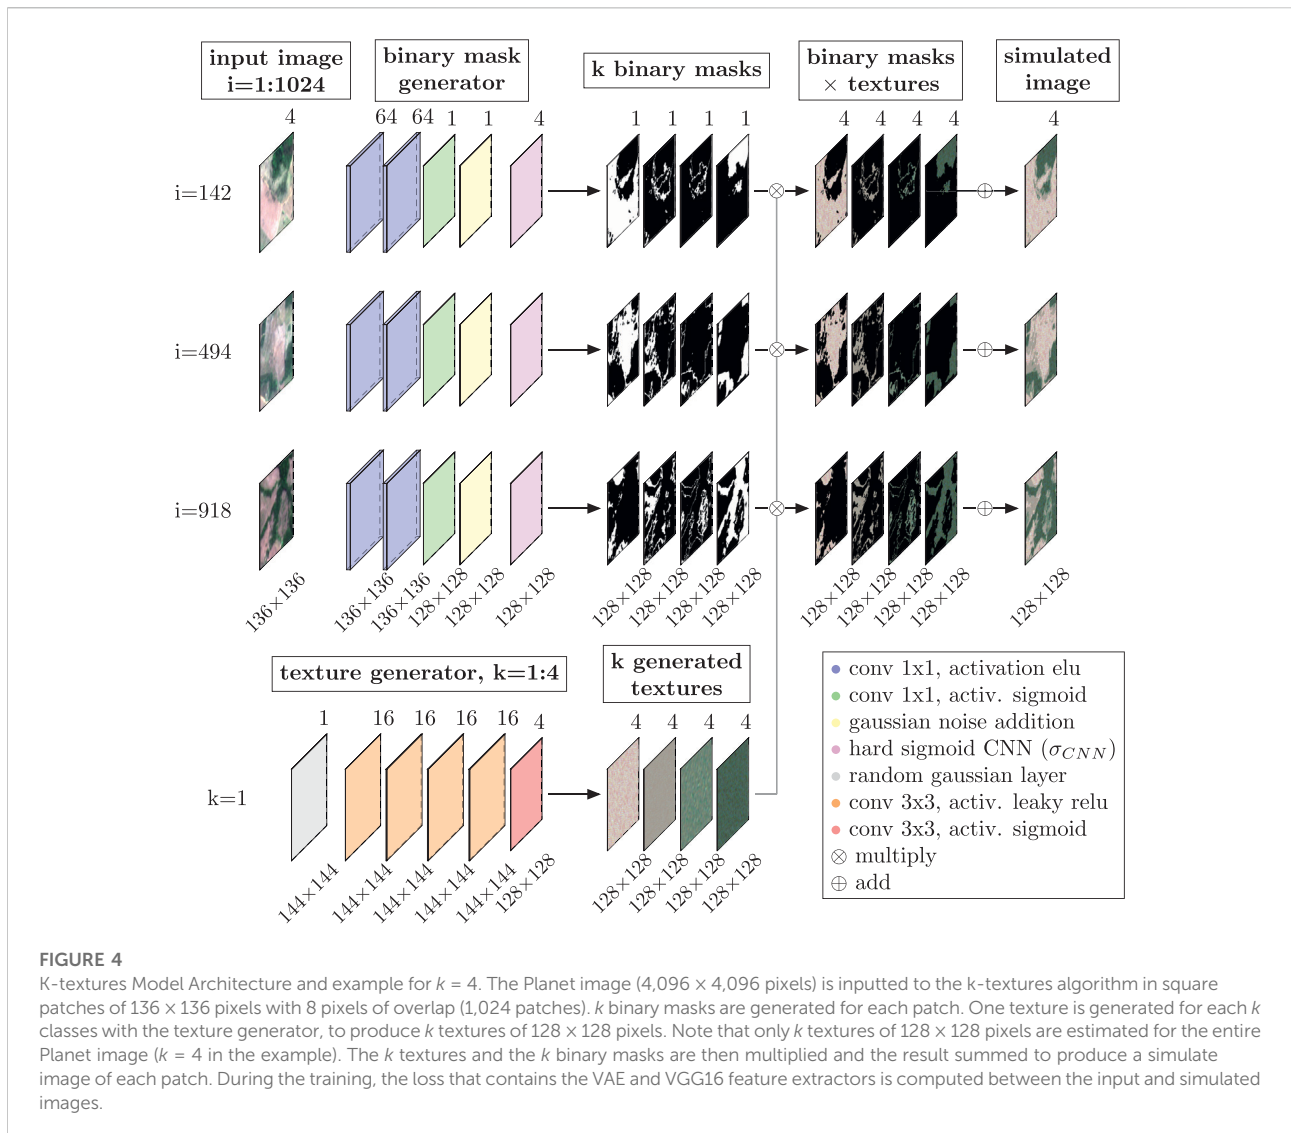 input image
i=1:1024
binary mask
generator
k binary masks
binary masks
× textures
simulated
image
4 64 64 1 1 4 1 1 1 1 4 4 4 4 4
i=142
i=494
i=918
136×136 136×136 136×136 128×128 128×128 128×128 128×128 128×128 128×128 128×128 128×128 128×128 128×128 128×128 128×128
texture generator, k=1:4
k generated
textures
1 16 16 16 16 4 4 4 4 4
k=1
144×144 144×144 144×144 144×144 144×144 128×128 128×128 128×128 128×128 128×128
conv 1x1, activation elu
conv 1x1, activ. sigmoid
gaussian noise addition
hard sigmoid CNN (σCNN)
random gaussian layer
conv 3x3, activ. leaky relu
conv 3x3, activ. sigmoid
⊗ multiply
⊕ add
FIGURE 4
K-textures Model Architecture and example for k = 4. The Planet image (4,096 × 4,096 pixels) is inputted to the k-textures algorithm in square
patches of 136 × 136 pixels with 8 pixels of overlap (1,024 patches). k binary masks are generated for each patch. One texture is generated for each k
classes with the texture generator, to produce k textures of 128 × 128 pixels. Note that only k textures of 128 × 128 pixels are estimated for the entire
Planet image (k = 4 in the example). The k textures and the k binary masks are then multiplied and the result summed to produce a simulate
image of each patch. During the training, the loss that contains the VAE and VGG16 feature extractors is computed between the input and simulated
images.